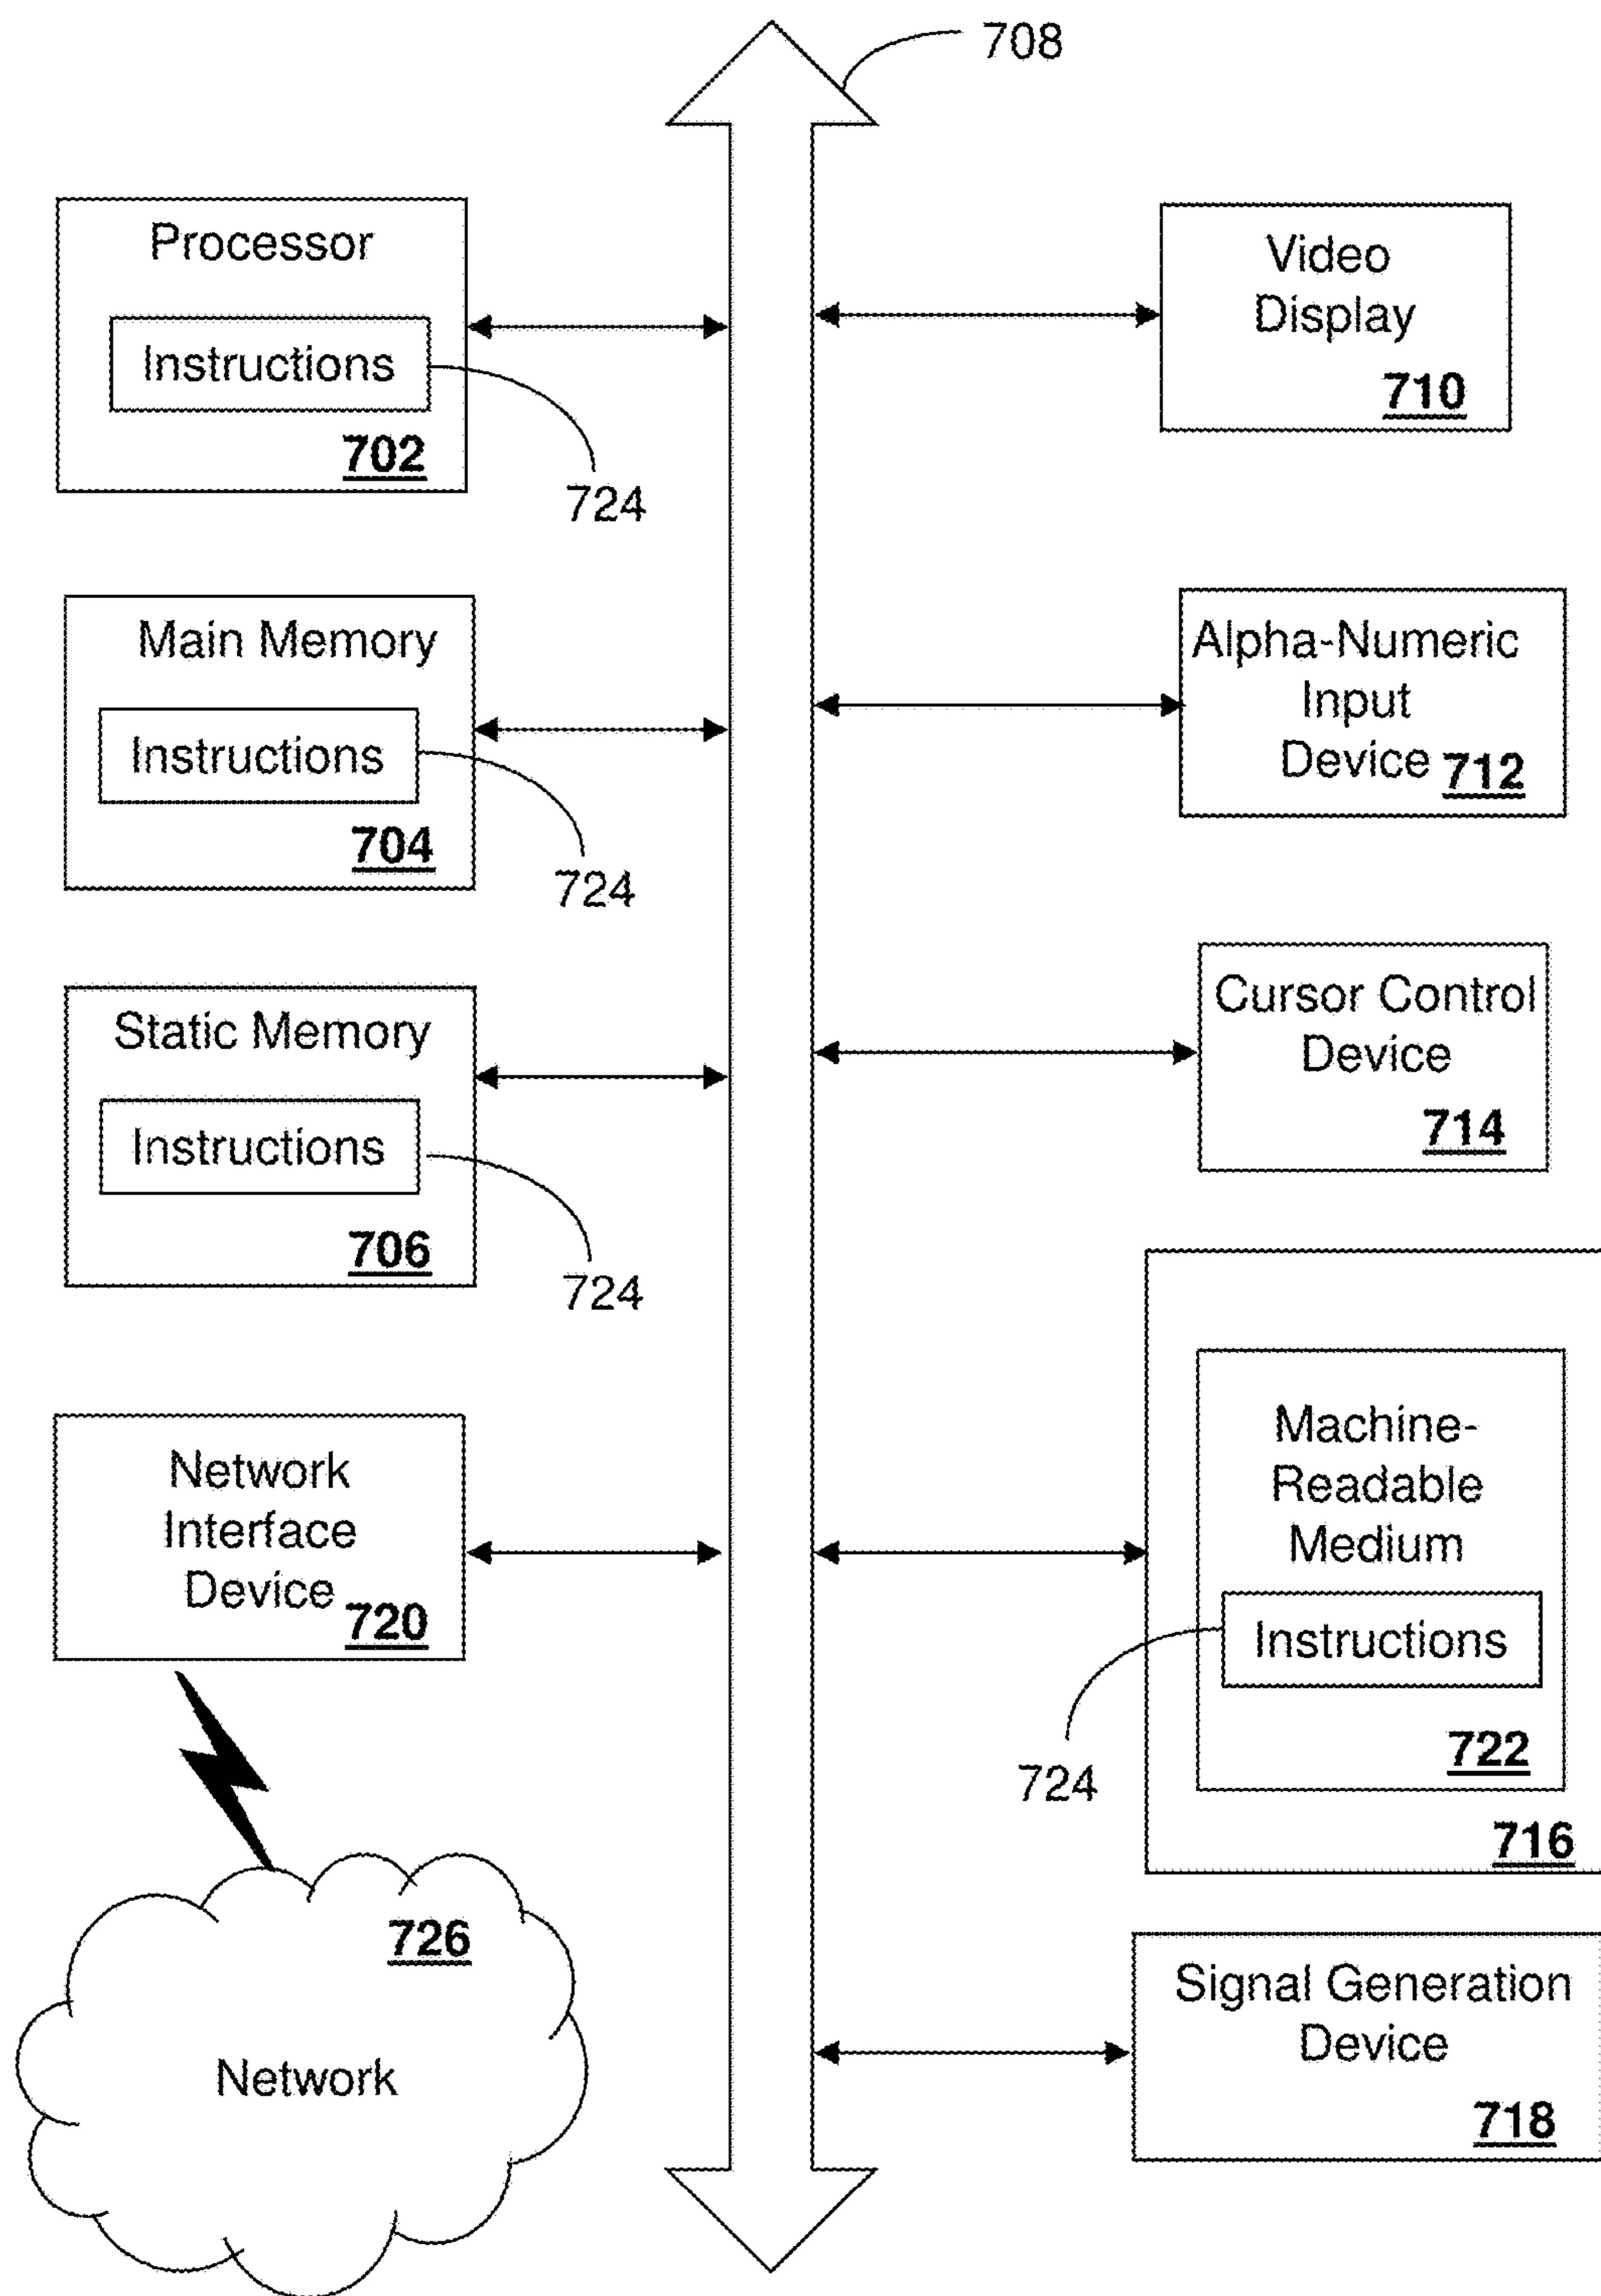 708
Processor
Instructions
702
724
Main Memory
Instructions
704
724
Static Memory
Instructions
706
724
Network
Interface
Device
720
726
Network
Video
Display
710
Alpha-Numeric
Input
Device
712
Cursor Control
Device
714
Machine-
Readable
Medium
Instructions
724
722
716
Signal Generation
Device
718